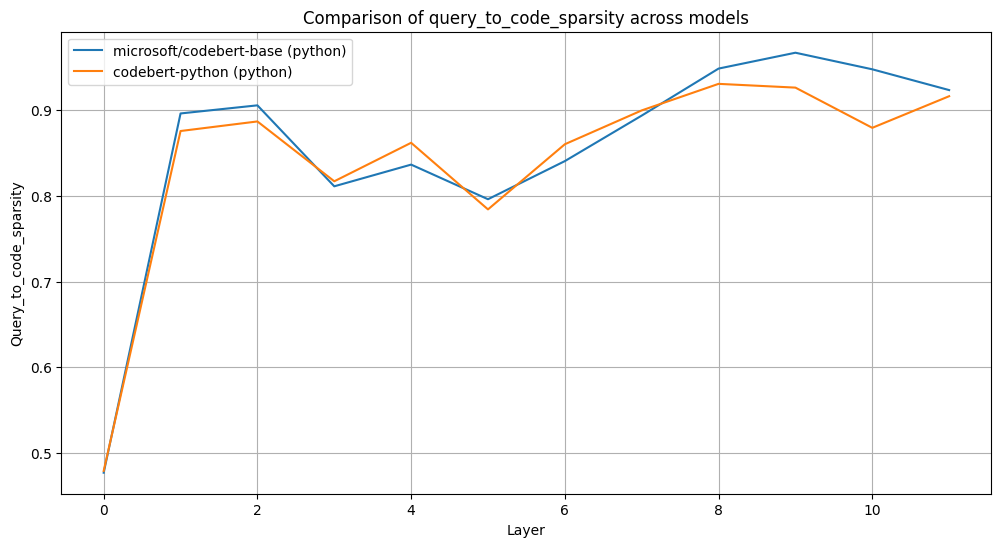 Comparison of query_to_code_sparsity across models
microsoft/codebert-base (python)
codebert-python (python)
Query_to_code_sparsity
0.9
0.8
0.7
0.6
0.5
0 2 4 6 8 10
Layer